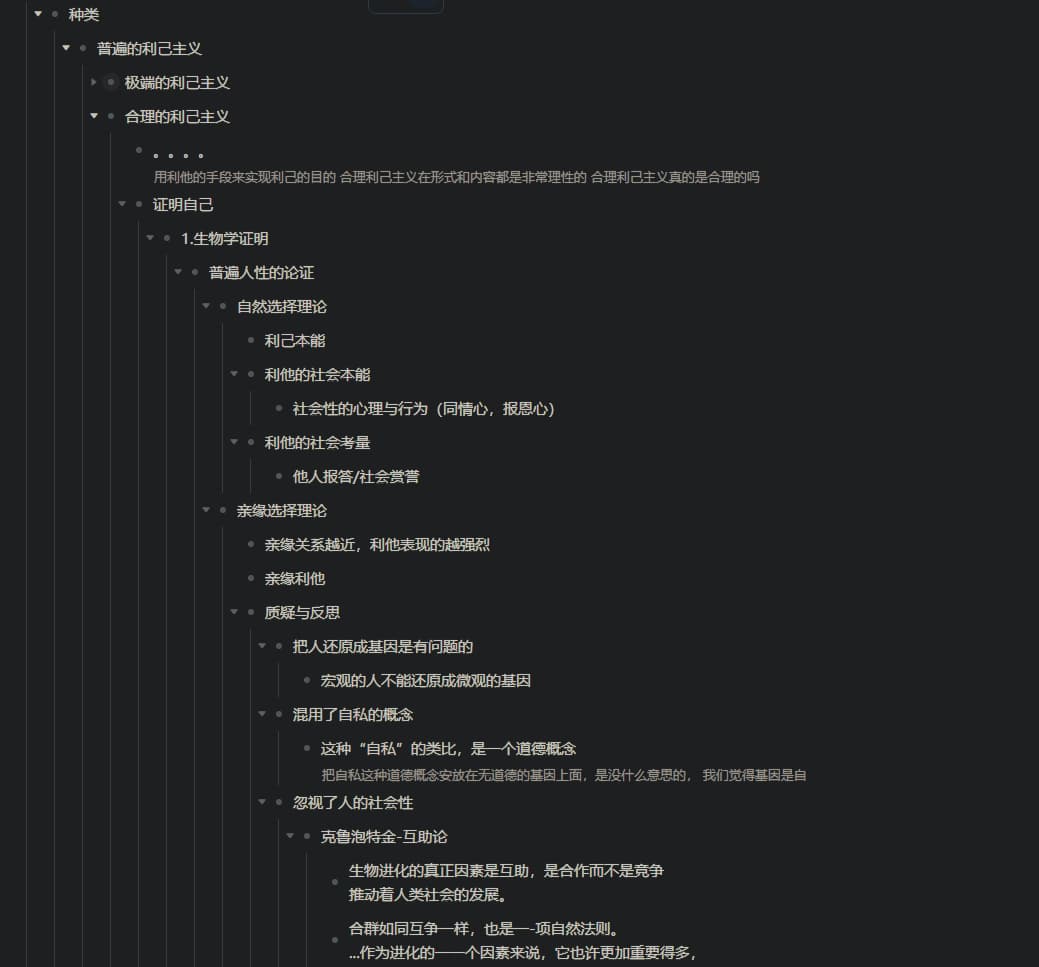 种类
普遍的利己主义
极端的利己主义
合理的利己主义
。。。。
用利他的手段来实现利己的目的 合理利己主义在形式和内容都是非常理性的 合理利己主义真的是合理的吗
证明自己
1.生物学证明
普遍人性的论证
自然选择理论
利己本能
利他的社会本能
社会性的心理与行为（同情心，报恩心）
利他的社会考量
他人报答/社会赏誉
亲缘选择理论
亲缘关系越近，利他表现的越强烈
亲缘利他
质疑与反思
把人还原成基因是有问题的
宏观的人不能还原成微观的基因
混用了自私的概念
这种“自私”的类比，是一个道德概念
把自私这种道德概念安放在无道德的基因上面，是没什么意思的， 我们觉得基因是自
忽视了人的社会性
克鲁泡特金-互助论
生物进化的真正因素是互助，是合作而不是竞争
推动着人类社会的发展。
合群如同互争一样，也是一-项自然法则。
...作为进化的一一个因素来说，它也许更加重要得多，